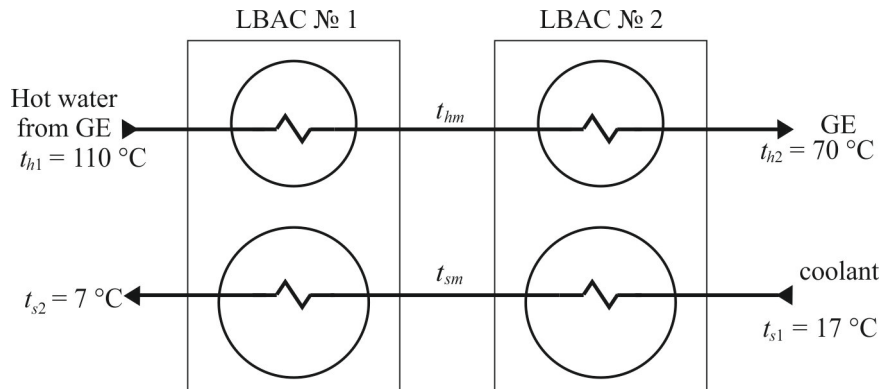 LBAC № 1
LBAC № 2
Hot water
from GE
t_h1 = 110 °C
t_hm
GE
t_h2 = 70 °C
t_s2 = 7 °C
t_sm
coolant
t_s1 = 17 °C